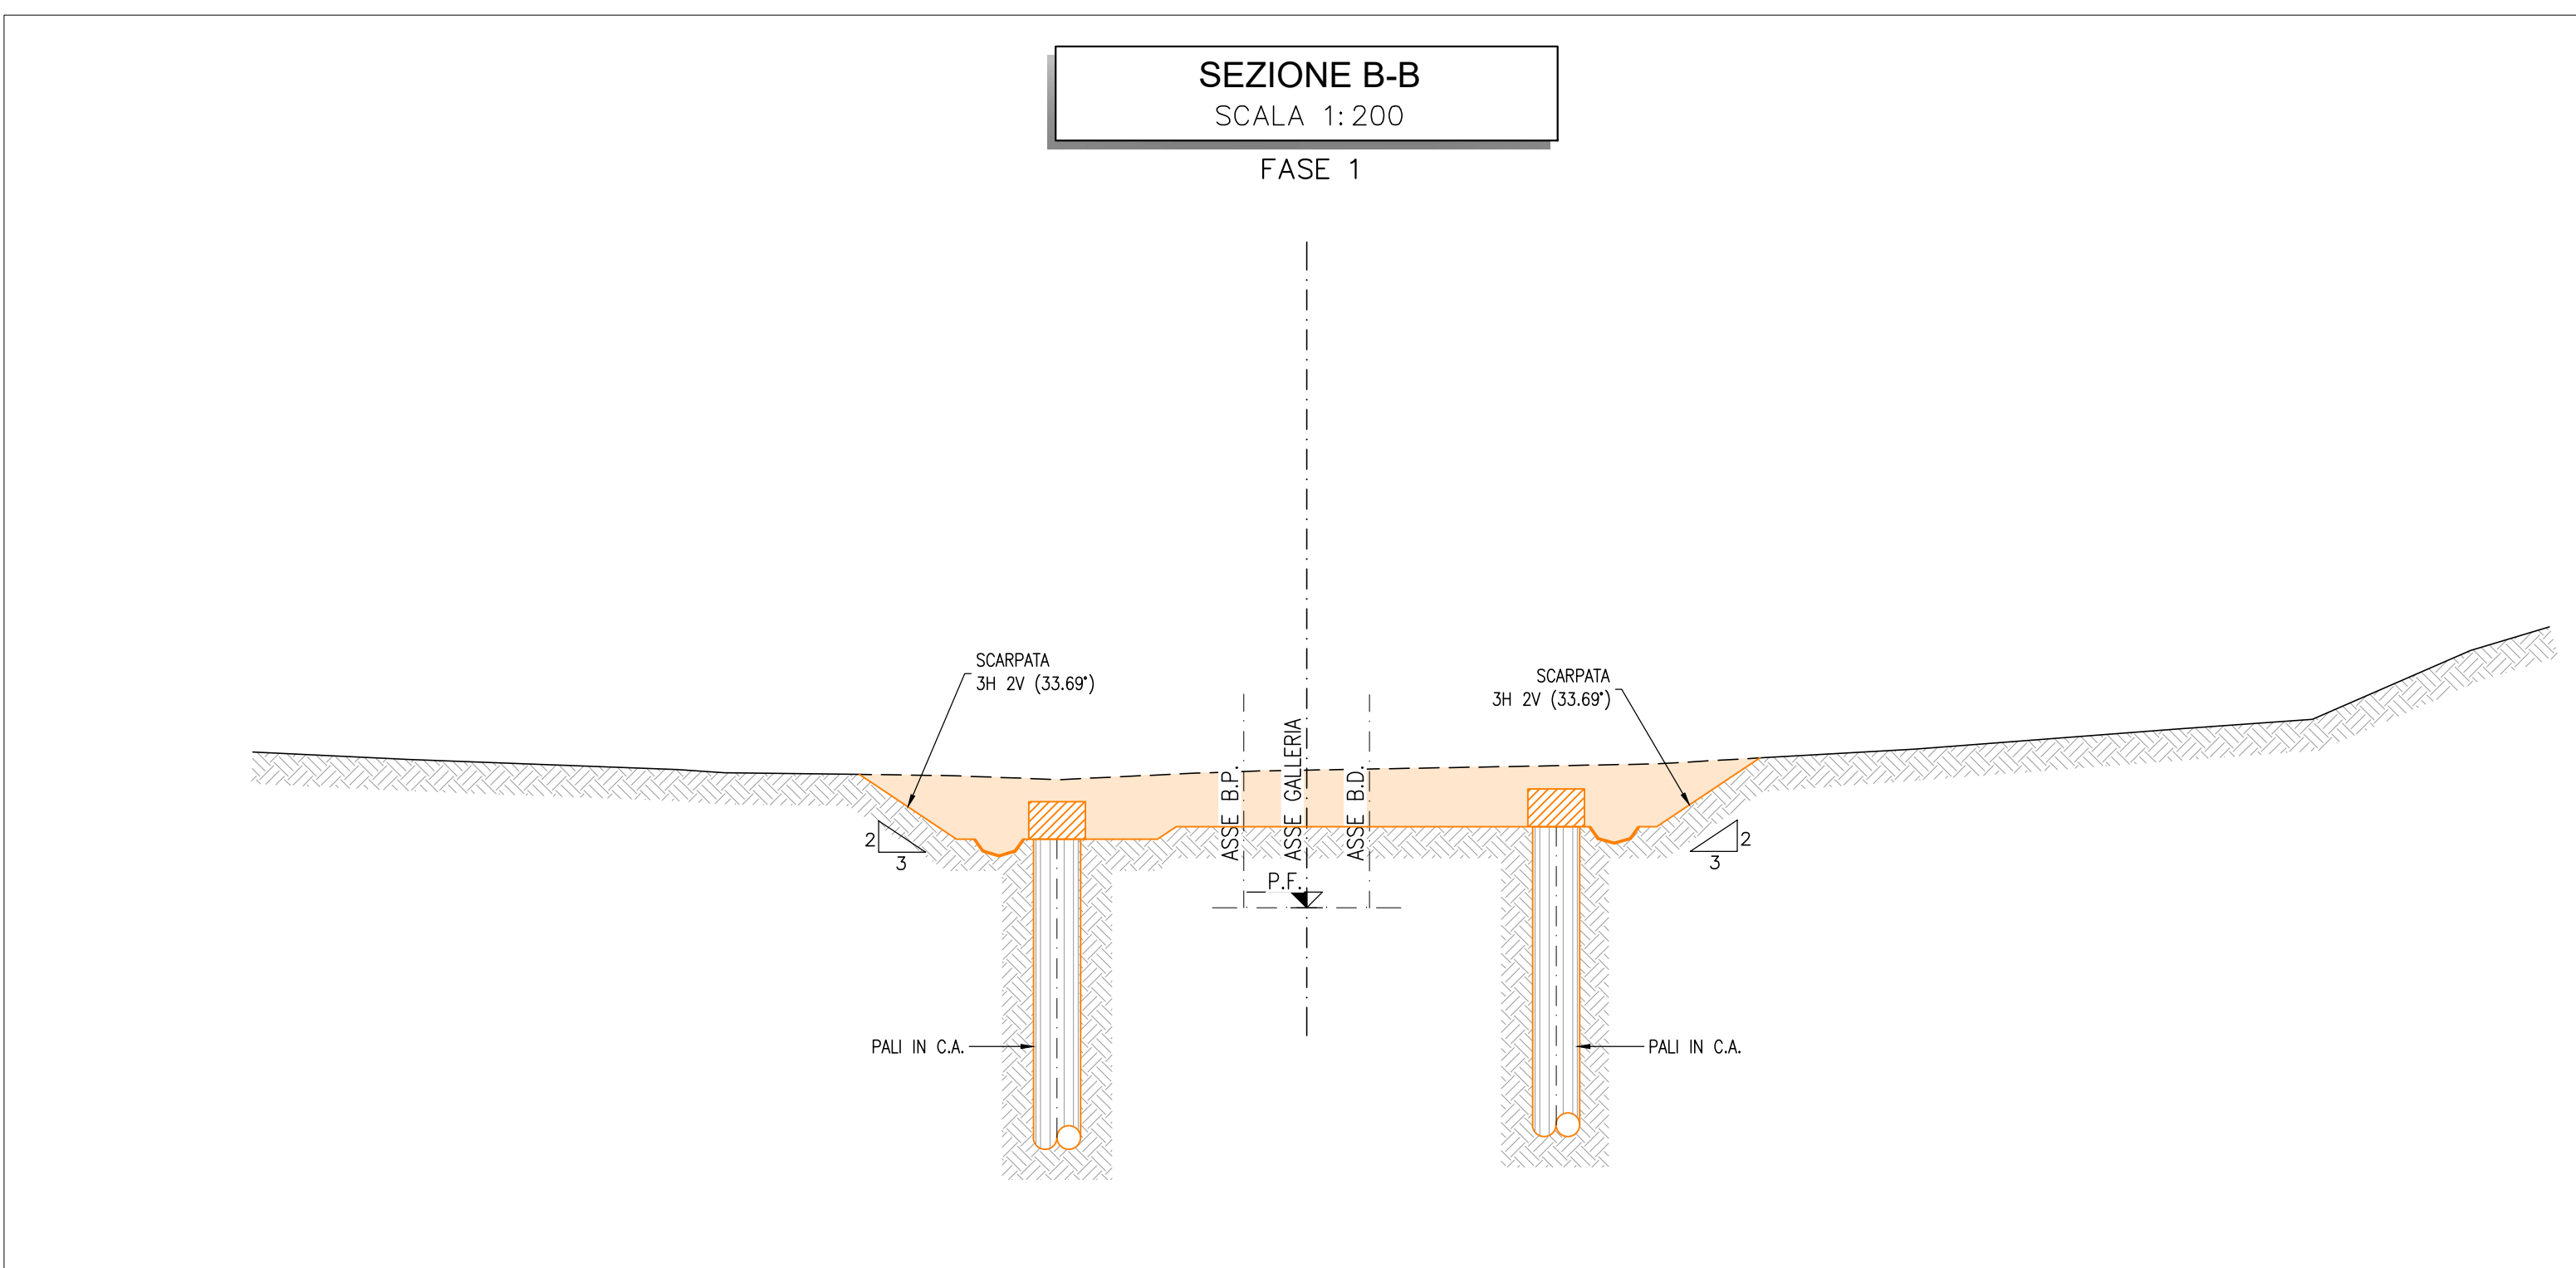 SEZIONE B-B
SCALA 1:200
FASE 1
SCARPATA
3H 2V (33.69°)
SCARPATA
3H 2V (33.69°)
ASSE B.P.
ASSE GALLERIA
ASSE B.D.
2
3
2
3
P.F.
PALI IN C.A.
PALI IN C.A.